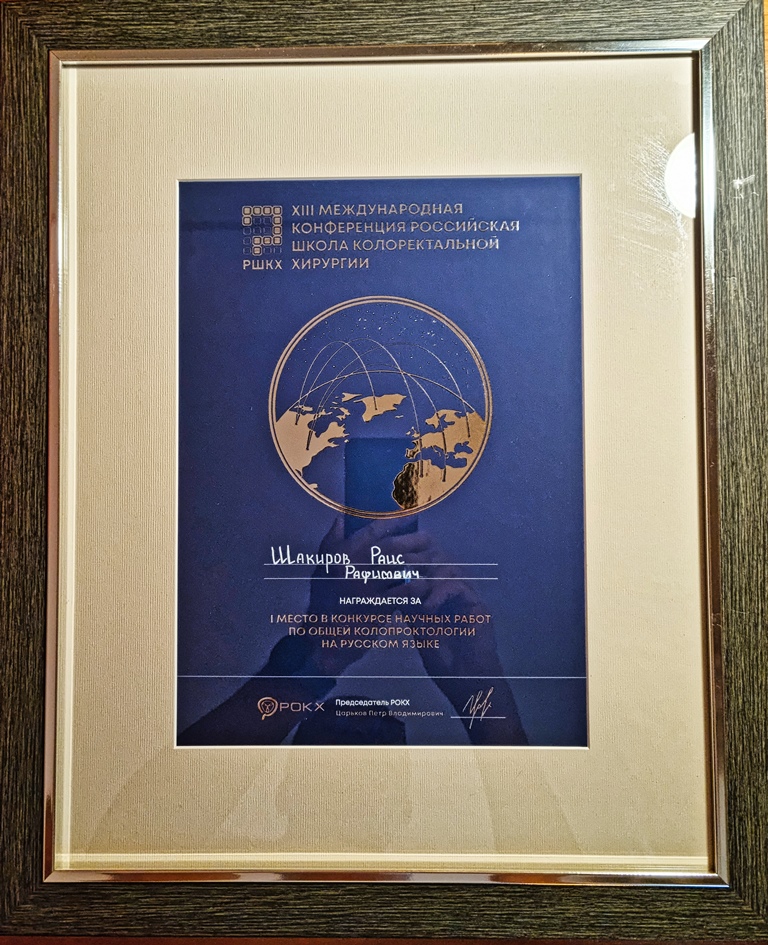 XIII МЕЖДУНАРОДНАЯ
КОНФЕРЕНЦИЯ РОССИЙСКАЯ
ШКОЛА КОЛОРЕКТАЛЬНОЙ
РШКХ ХИРУРГИИ
Шакиров Раис
Рафимович
НАГРАЖДАЕТСЯ ЗА
I МЕСТО В КОНКУРСЕ НАУЧНЫХ РАБОТ
ПО ОБЩЕЙ КОЛОПРОКТОЛОГИИ
НА РУССКОМ ЯЗЫКЕ
РОКХ
Председатель РОКХ
Царьков Петр Владимирович